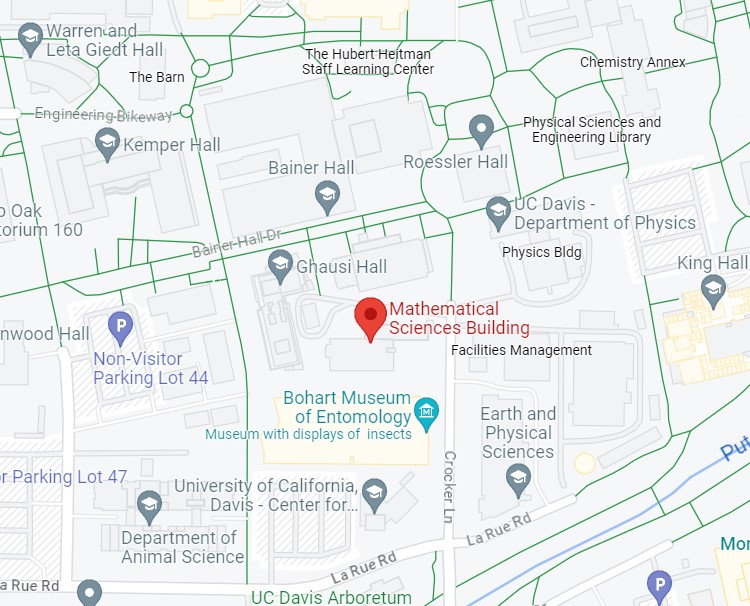 Warren and
Leta Giedt Hall
The Barn
The Hubert Heitman
Staff Learning Center
Chemistry Annex
Engineering Bikeway
Kemper Hall
Physical Sciences and
Engineering Library
Bainer Hall
Roessler Hall
Oak
160
UC Davis -
Department of Physics
Bainer Hall Dr
Physics Bldg
Ghausi Hall
King Hall
Mathematical
Sciences Building
Hall
Non-Visitor
Parking Lot 44
Facilities Management
Bohart Museum
of Entomology
Museum with displays of insects
Earth and
Physical
Sciences
Parking Lot 47
University of California,
Davis - Center for...
Crocker Ln
Department of
Animal Science
La Rue Rd
La Rue Rd
La Rue Rd
UC Davis Arboretum
P
P